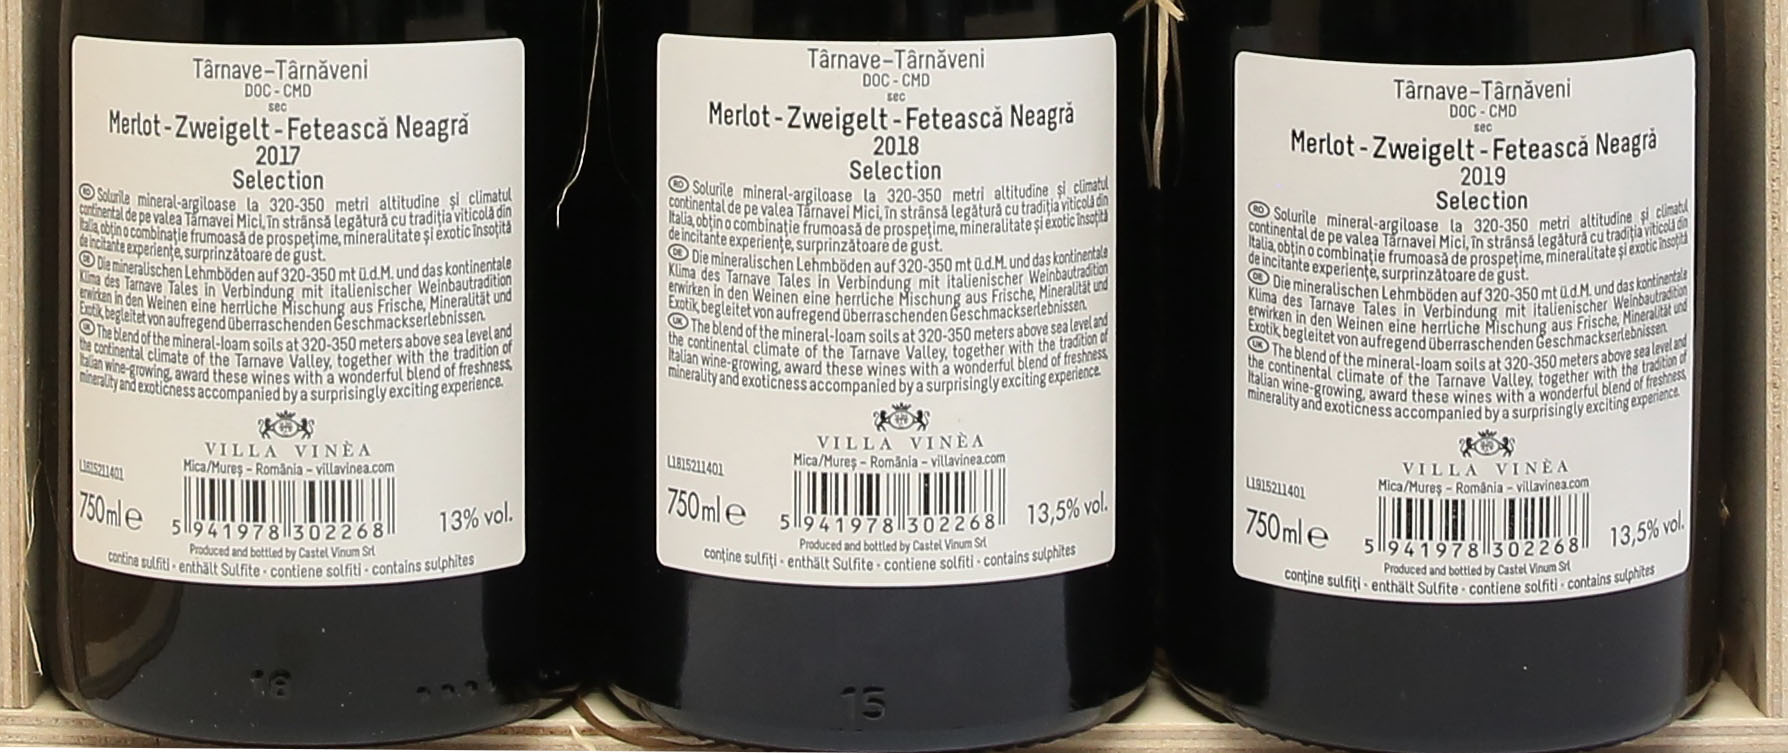 Târnave-Târnăveni
DOC - CMD
sec
Merlot - Zweigelt - Fetească Neagră
2017
Selection
RO Solurile mineral-argiloase la 320-350 metri altitudine și climatul
continental de pe valea Târnavei Mici, în strânsă legătură cu tradiția viticolă din
Italia, obțin o combinație frumoasă de prospețime, mineralitate și exotic însoțită
de incitante experiențe, surprinzătoare de gust.
DE Die mineralischen Lehmböden auf 320-350 mt ü.d.M. und das kontinentale
Klima des Tarnave Tales in Verbindung mit italienischer Weinbautradition
erwirken in den Weinen eine herrliche Mischung aus Frische, Mineralität und
Exotik, begleitet von aufregend überraschenden Geschmackserlebnissen.
UK The blend of the mineral-loam soils at 320-350 meters above sea level and
the continental climate of the Tarnave Valley, together with the tradition of
Italian wine-growing, award these wines with a wonderful blend of freshness,
minerality and exoticness accompanied by a surprisingly exciting experience.
VILLA VINÈA
Mica/Mureș - România - villavinea.com
750ml e
5 941978 302268
13% vol.
Produced and bottled by Castel Vinum Srl
conține sulfiți - enthält Sulfite - contiene solfiti - contains sulphites
16
Târnave-Târnăveni
DOC - CMD
sec
Merlot - Zweigelt - Fetească Neagră
2018
Selection
RO Solurile mineral-argiloase la 320-350 metri altitudine și climatul
continental de pe valea Târnavei Mici, în strânsă legătură cu tradiția viticolă din
Italia, obțin o combinație frumoasă de prospețime, mineralitate și exotic însoțită
de incitante experiențe, surprinzătoare de gust.
DE Die mineralischen Lehmböden auf 320-350 mt ü.d.M. und das kontinentale
Klima des Tarnave Tales in Verbindung mit italienischer Weinbautradition
erwirken in den Weinen eine herrliche Mischung aus Frische, Mineralität und
Exotik, begleitet von aufregend überraschenden Geschmackserlebnissen.
UK The blend of the mineral-loam soils at 320-350 meters above sea level and
the continental climate of the Tarnave Valley, together with the tradition of
Italian wine-growing, award these wines with a wonderful blend of freshness,
minerality and exoticness accompanied by a surprisingly exciting experience.
VILLA VINÈA
Mica/Mureș - România - villavinea.com
L1815211401
750ml e
5 941978 302268
13,5% vol.
Produced and bottled by Castel Vinum Srl
conține sulfiți - enthält Sulfite - contiene solfiti - contains sulphites
15
Târnave-Târnăveni
DOC - CMD
sec
Merlot - Zweigelt - Fetească Neagră
2019
Selection
RO Solurile mineral-argiloase la 320-350 metri altitudine și climatul
continental de pe valea Târnavei Mici, în strânsă legătură cu tradiția viticolă din
Italia, obțin o combinație frumoasă de prospețime, mineralitate și exotic însoțită
de incitante experiențe, surprinzătoare de gust.
DE Die mineralischen Lehmböden auf 320-350 mt ü.d.M. und das kontinentale
Klima des Tarnave Tales in Verbindung mit italienischer Weinbautradition
erwirken in den Weinen eine herrliche Mischung aus Frische, Mineralität und
Exotik, begleitet von aufregend überraschenden Geschmackserlebnissen.
UK The blend of the mineral-loam soils at 320-350 meters above sea level and
the continental climate of the Tarnave Valley, together with the tradition of
Italian wine-growing, award these wines with a wonderful blend of freshness,
minerality and exoticness accompanied by a surprisingly exciting experience.
VILLA VINÈA
Mica/Mureș - România - villavinea.com
L1915211401
750ml e
5 941978 302268
13,5% vol.
Produced and bottled by Castel Vinum Srl
conține sulfiți - enthält Sulfite - contiene solfiti - contains sulphites